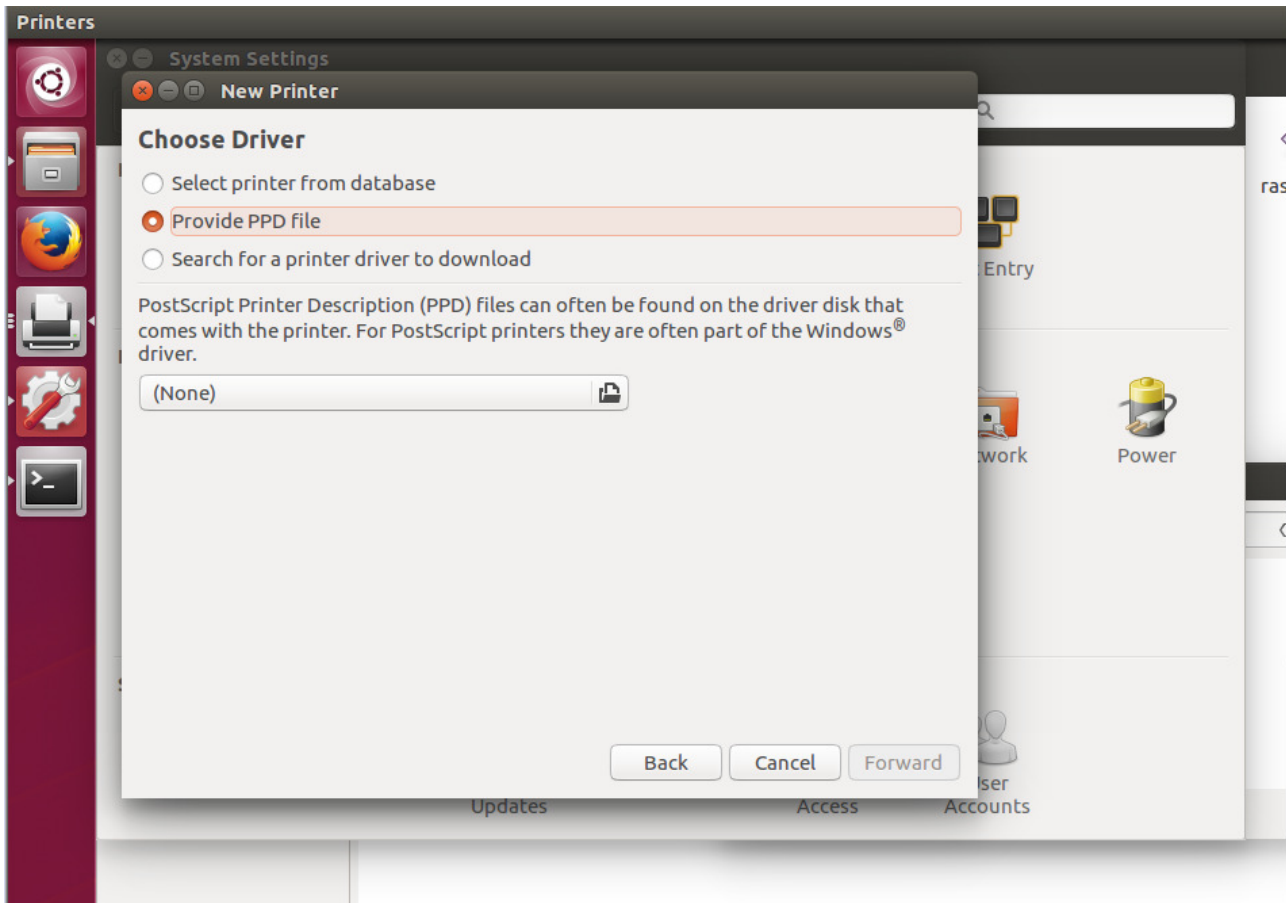 Printers
System Settings
New Printer
Choose Driver
Select printer from database
Provide PPD file
Search for a printer driver to download
PostScript Printer Description (PPD) files can often be found on the driver disk that
comes with the printer. For PostScript printers they are often part of the Windows®
driver.
(None)
Back Cancel Forward
Entry
Power
Updates Access Accounts